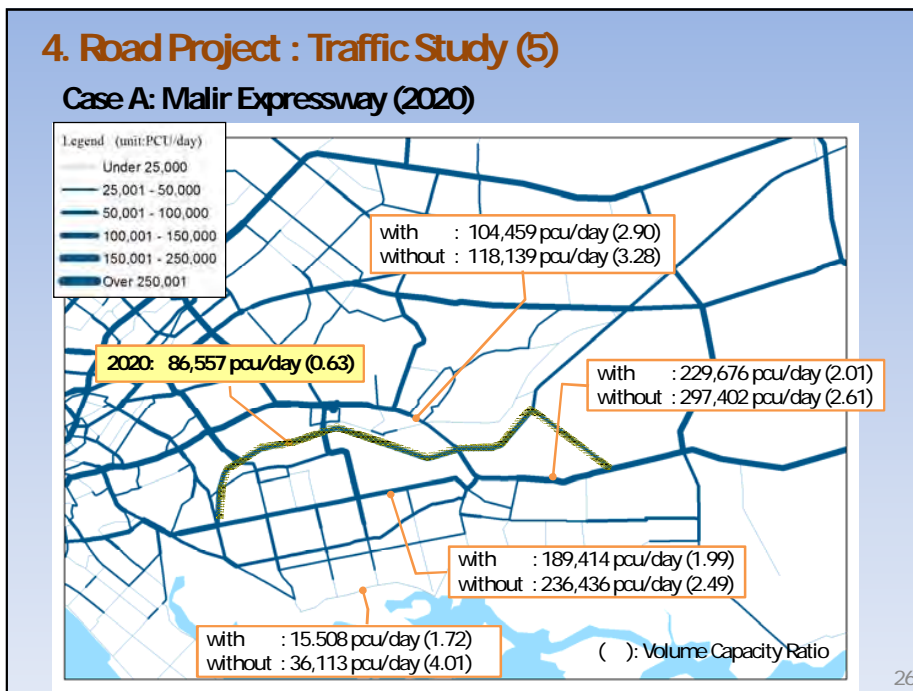 4. Road Project : Traffic Study (5)
Case A: Malir Expressway (2020)
Legend (unit:PCU/day)
Under 25,000
25,001 - 50,000
50,001 - 100,000
100,001 - 150,000
150,001 - 250,000
Over 250,001
with : 104,459 pcu/day (2.90)
without : 118,139 pcu/day (3.28)
2020: 86,557 pcu/day (0.63)
with : 229,676 pcu/day (2.01)
without : 297,402 pcu/day (2.61)
with : 189,414 pcu/day (1.99)
without : 236,436 pcu/day (2.49)
with : 15.508 pcu/day (1.72)
without : 36,113 pcu/day (4.01)
( ): Volume Capacity Ratio
26